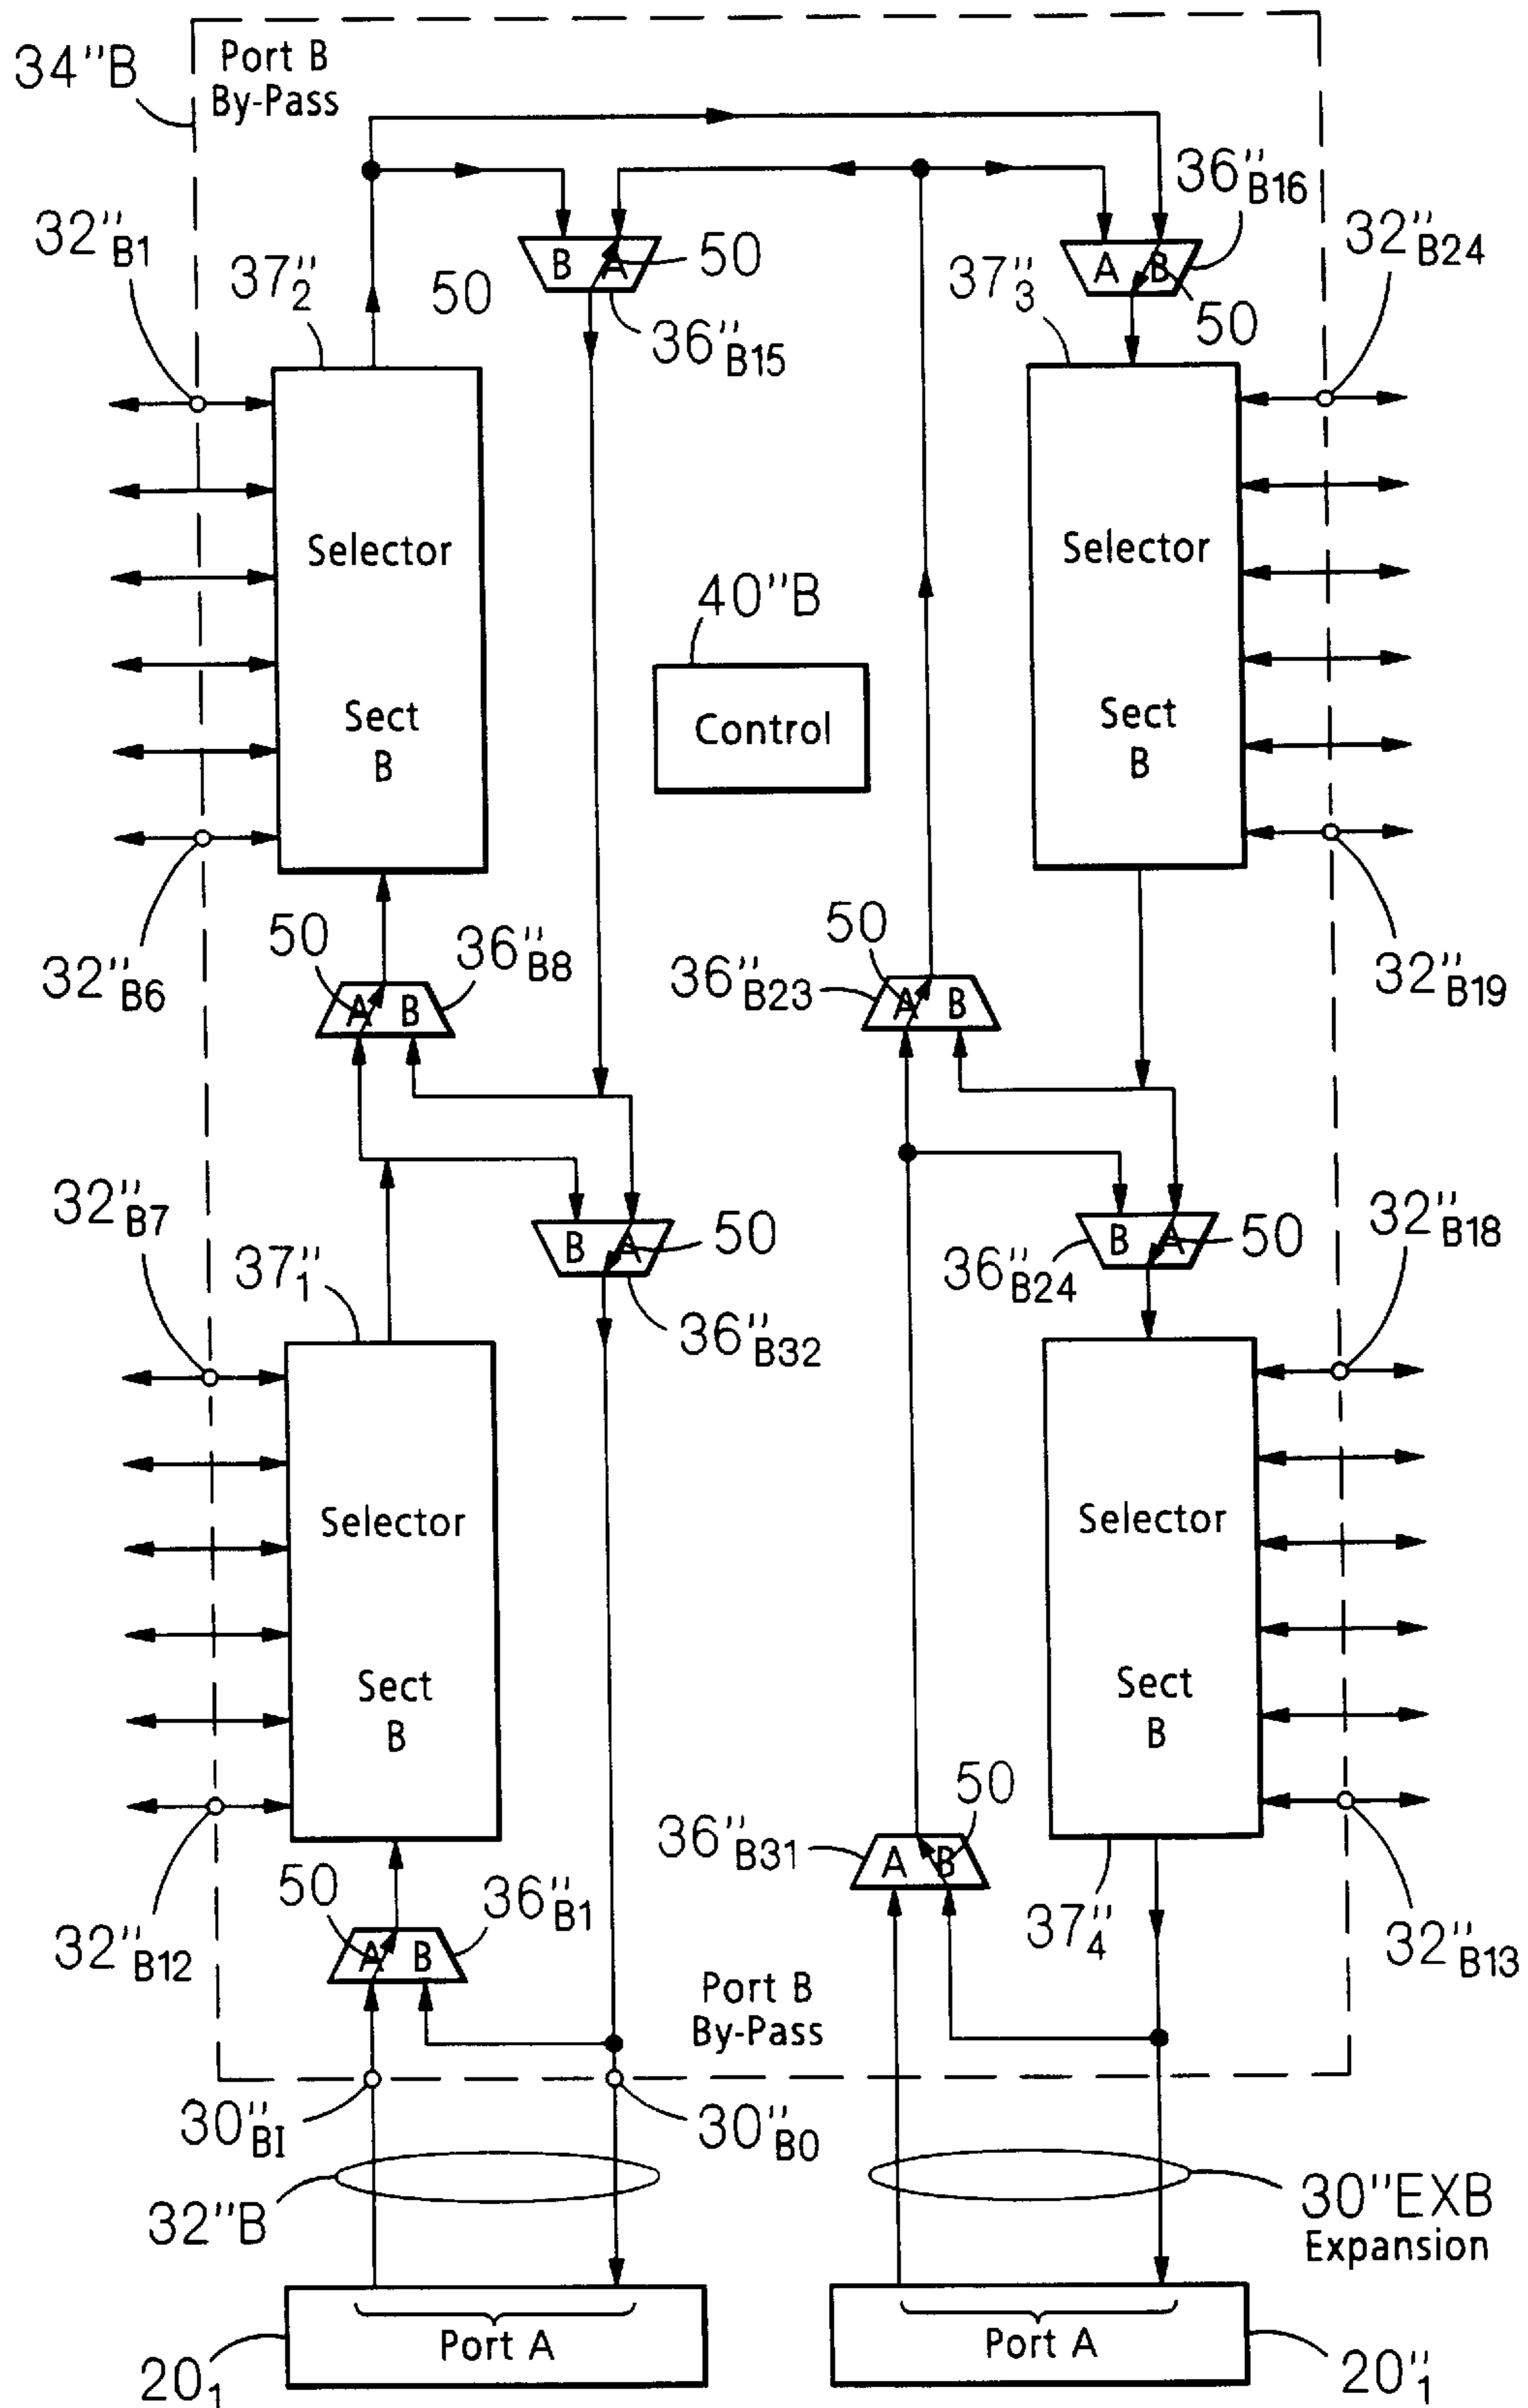 34"B
Port B
By-Pass
36"B16
32"B1
37"2
50
B A
50
36"B15
37"3
A B
50
32"B24
Selector
Sect
B
40"B
Control
Selector
Sect
B
32"B6
50
A B
36"B8
36"B23
50
A B
32"B19
32"B7
37"1
B A
50
36"B32
36"B24
B A
50
32"B18
Selector
Sect
B
Selector
Sect
B
32"B12
50
A B
36"B1
36"B31
50
A B
37"4
32"B13
Port B
By-Pass
30"BI
30"B0
32"B
30"EXB
Expansion
Port A
Port A
201
20"1